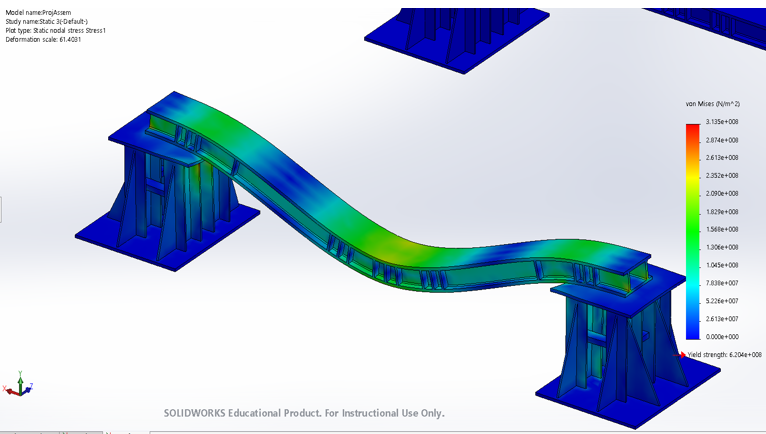 Model name:ProjAssem
Study name:Static 3(-Default-)
Plot type: Static nodal stress Stress1
Deformation scale: 61.4031
von Mises (N/m^2)
3.135e+008
2.874e+008
2.613e+008
2.352e+008
2.090e+008
1.829e+008
1.568e+008
1.306e+008
1.045e+008
7.838e+007
5.226e+007
2.613e+007
0.000e+000
Yield strength: 6.204e+008
X
Y
Z
SOLIDWORKS Educational Product. For Instructional Use Only.